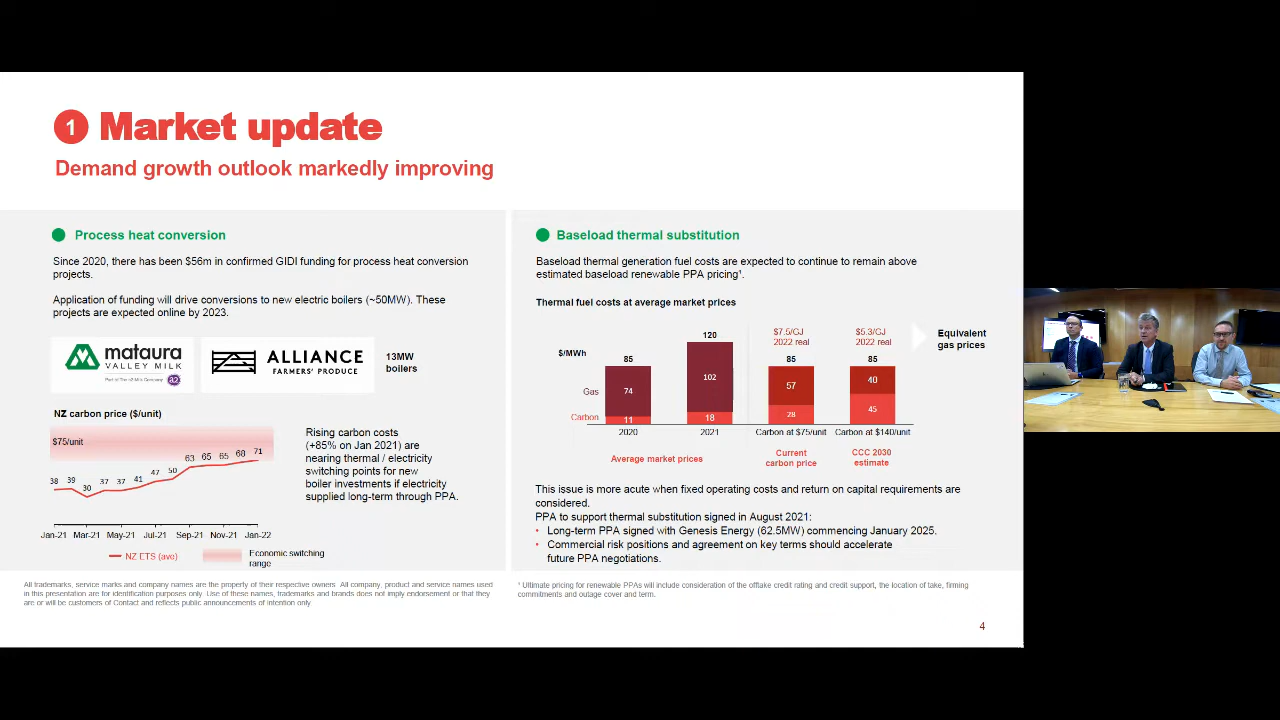 1 Market update
Demand growth outlook markedly improving
Process heat conversion
Since 2020, there has been $56m in confirmed GIDI funding for process heat conversion
projects.
Application of funding will drive conversions to new electric boilers (~50MW). These
projects are expected online by 2023.
mataura
VALLEY MILK
Part of The a2 Milk Company
a2
ALLIANCE
FARMERS' PRODUCE
13MW
boilers
NZ carbon price ($/unit)
$75/unit
38 39 30 37 37 41 47 50 63 65 65 68 71
Jan-21 Mar-21 May-21 Jul-21 Sep-21 Nov-21 Jan-22
NZ ETS (ave)
Economic switching
range
Rising carbon costs
(+85% on Jan 2021) are
nearing thermal / electricity
switching points for new
boiler investments if electricity
supplied long-term through PPA.
Baseload thermal substitution
Baseload thermal generation fuel costs are expected to continue to remain above
estimated baseload renewable PPA pricing¹.
Thermal fuel costs at average market prices
$/MWh
Gas
Carbon
85
74
11
2020
120
102
18
2021
Average market prices
$7.5/GJ
2022 real
85
57
28
Carbon at $75/unit
Current
carbon price
$5.3/GJ
2022 real
85
40
45
Carbon at $140/unit
CCC 2030
estimate
Equivalent
gas prices
This issue is more acute when fixed operating costs and return on capital requirements are
considered.
PPA to support thermal substitution signed in August 2021:
• Long-term PPA signed with Genesis Energy (62.5MW) commencing January 2025.
• Commercial risk positions and agreement on key terms should accelerate
future PPA negotiations.
All trademarks, service marks and company names are the property of their respective owners. All company, product and service names used
in this presentation are for identification purposes only. Use of these names, trademarks and brands does not imply endorsement or that they
are or will be customers of Contact and reflects public announcements of intention only
¹ Ultimate pricing for renewable PPAs will include consideration of the offtake credit rating and credit support, the location of take, firming
commitments and outage cover and term.
4